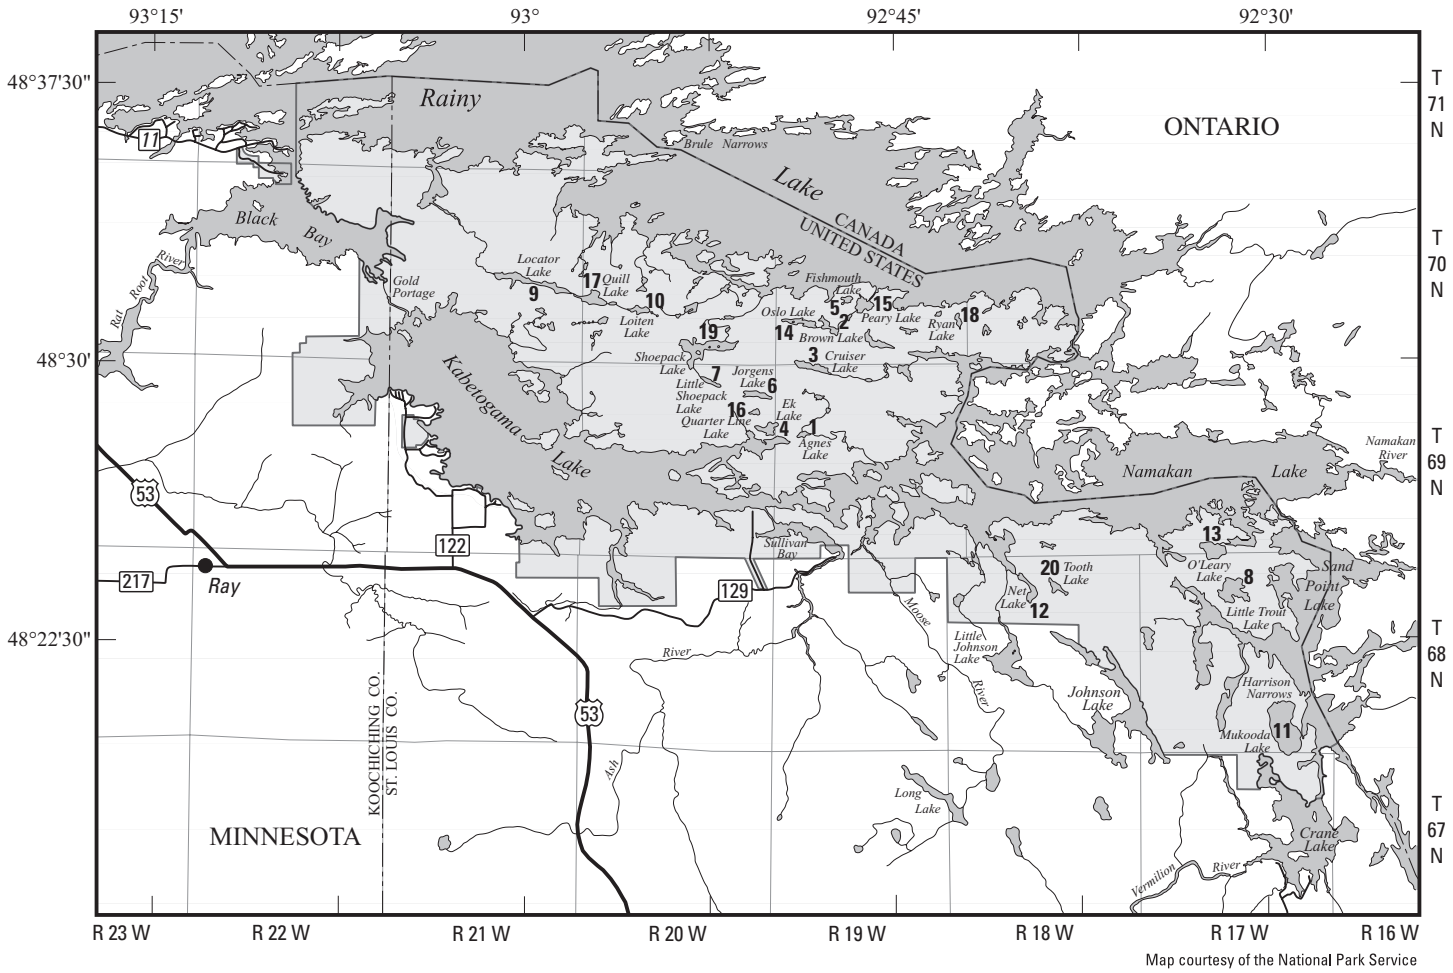 93°15'
93°
92°45'
92°30'
48°37'30"
Rainy
T
71
N
ONTARIO
11
Brule Narrows
Lake
Black
Bay
CANADA
UNITED STATES
T
70
N
Rat Root River
Gold
Portage
Locator
Lake
9
17
Quill
Lake
10
Loiten
Lake
Fishmouth
Lake
5
15
Peary Lake
Oslo Lake
14
2
Brown Lake
Ryan
Lake
18
19
48°30'
Shoepack
Lake
3
Cruiser
Lake
7
Little
Shoepack
Lake
Jorgens
Lake
6
16
Quarter Line
Lake
Ek
Lake
4
1
Agnes
Lake
Kabetogama
Lake
T
69
N
Namakan
River
Namakan
Lake
53
122
Sullivan
Bay
13
217
Ray
129
20
Tooth
Lake
O'Leary
Lake
8
Sand
Point
Lake
Net
Lake
12
Little Trout
Lake
48°22'30"
Moose
River
Little
Johnson
Lake
T
68
N
River
Ash
KOOCHICHING CO.
ST. LOUIS CO.
53
Johnson
Lake
Harrison
Narrows
Mukooda
Lake
11
Long
Lake
MINNESOTA
T
67
N
Crane
Lake
Vermilion
River
R 23 W
R 22 W
R 21 W
R 20 W
R 19 W
R 18 W
R 17 W
R 16 W
Map courtesy of the National Park Service